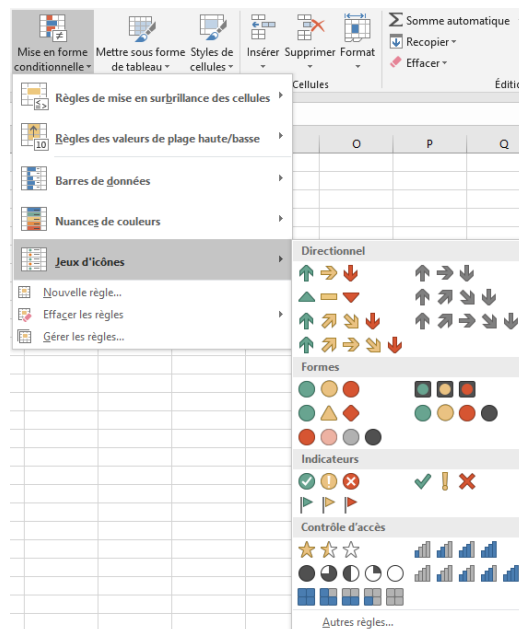 Mise en forme
conditionnelle
Mettre sous forme
de tableau
Styles de
cellules
Insérer Supprimer Format
Somme automatique
Recopier
Effacer
Cellules
Éditio
O P Q
Règles de mise en surbrillance des cellules
10
Règles des valeurs de plage haute/basse
Barres de données
Nuances de couleurs
Jeux d'icônes
Nouvelle règle...
Effacer les règles
Gérer les règles...
Directionnel
Formes
Indicateurs
Contrôle d'accès
Autres règles...